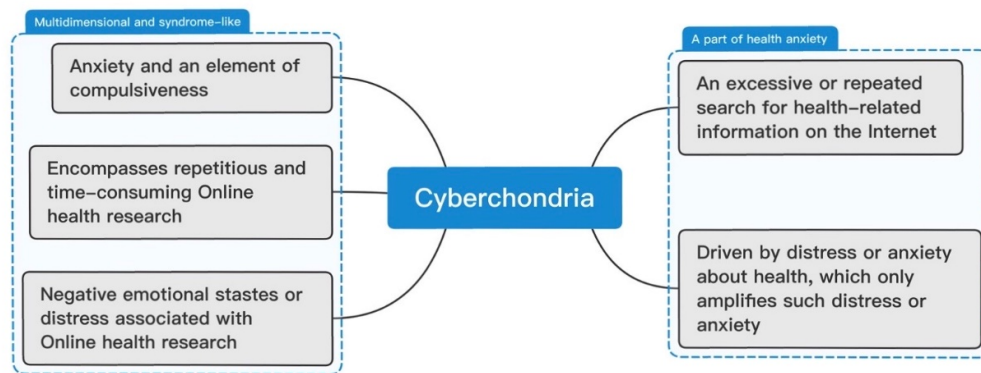 Multidimensional and syndrome-like
Anxiety and an element of
compulsiveness
Encompasses repetitious and
time-consuming Online
health research
Negative emotional stastes or
distress associated with
Online health research
Cyberchondria
A part of health anxiety
An excessive or repeated
search for health-related
information on the Internet
Driven by distress or anxiety
about health, which only
amplifies such distress or
anxiety